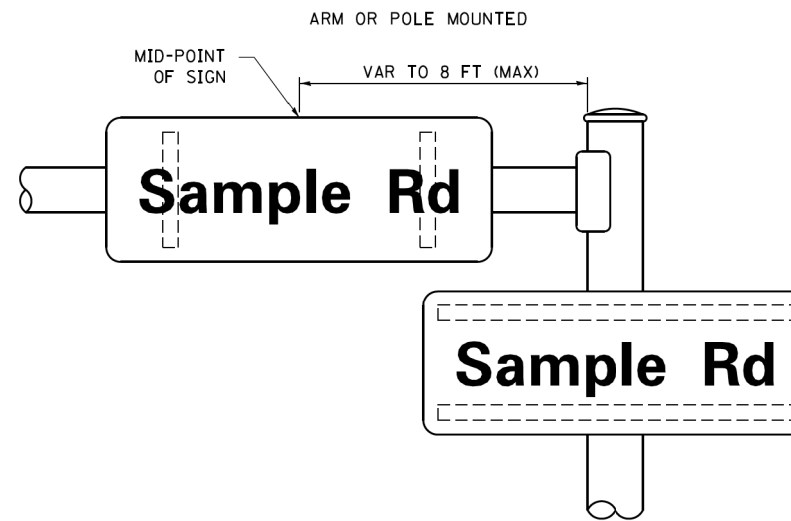 ARM OR POLE MOUNTED
MID-POINT
OF SIGN
VAR TO 8 FT (MAX)
Sample Rd
Sample Rd